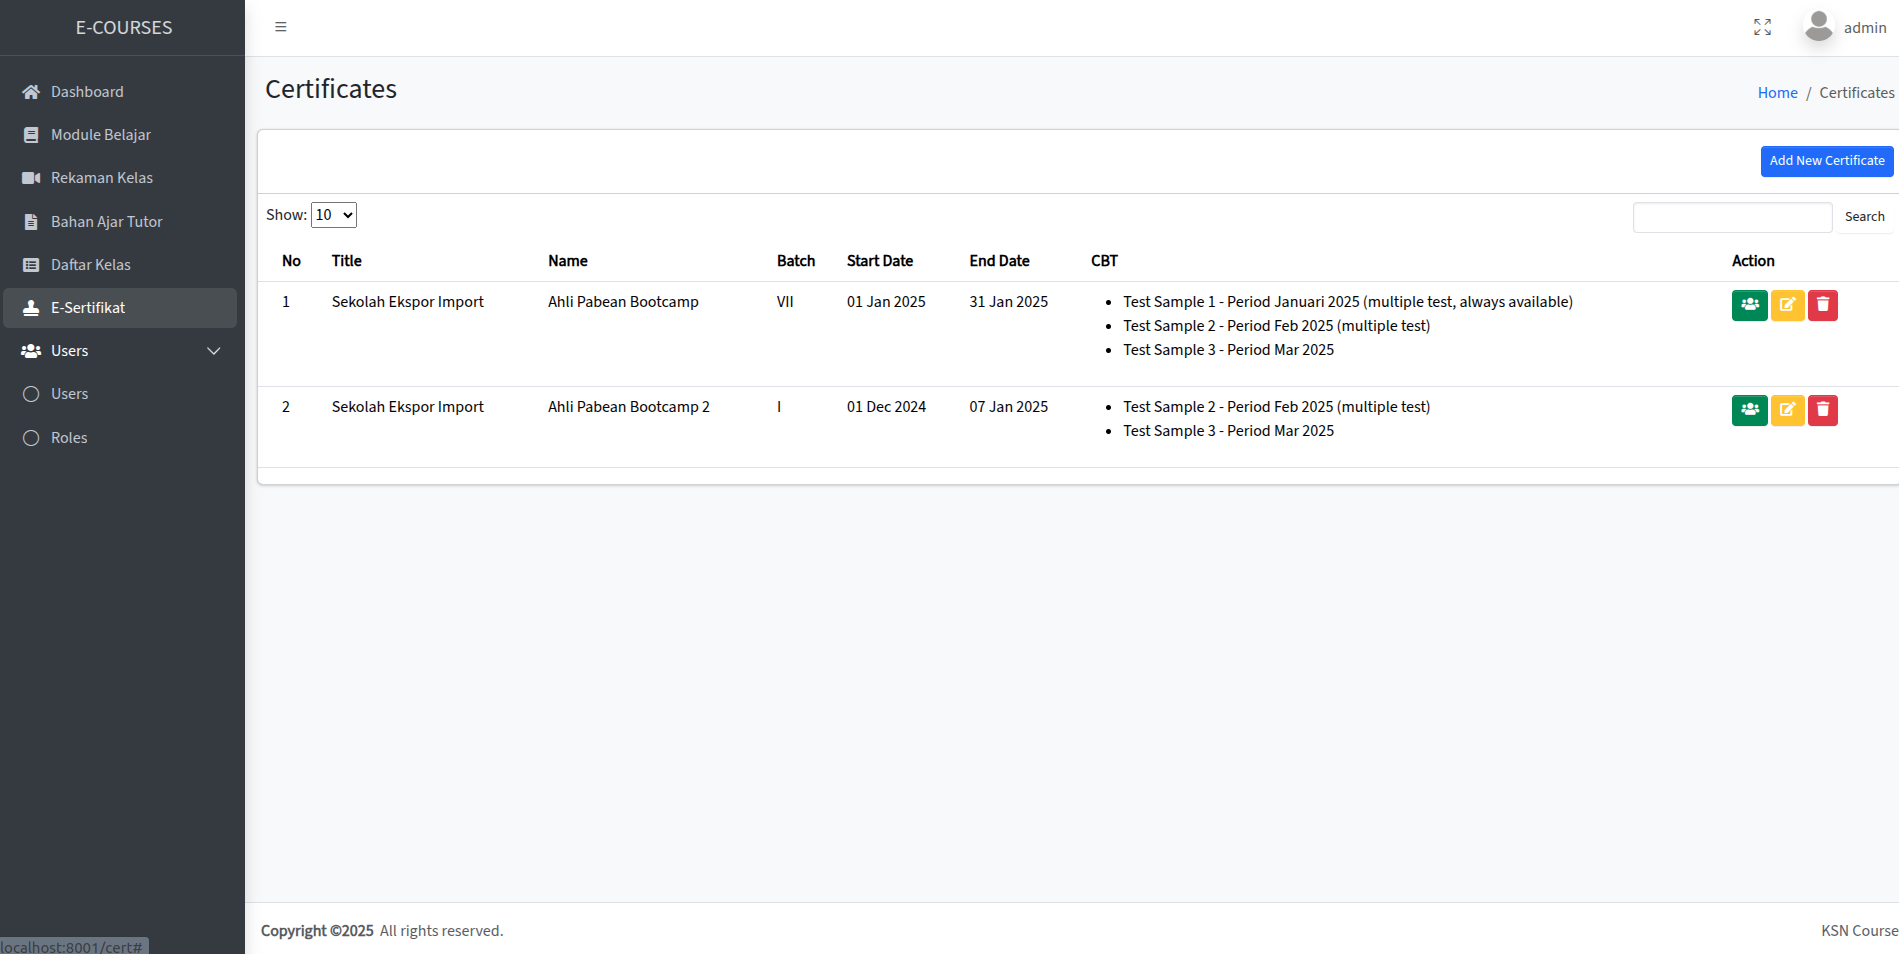 E-COURSES
admin
Dashboard
Module Belajar
Rekaman Kelas
Bahan Ajar Tutor
Daftar Kelas
E-Sertifikat
Users
Users
Roles
Certificates
Home / Certificates
Add New Certificate
Show: 10
Search
No Title Name Batch Start Date End Date CBT Action
1 Sekolah Ekspor Import Ahli Pabean Bootcamp VII 01 Jan 2025 31 Jan 2025 • Test Sample 1 - Period Januari 2025 (multiple test, always available)
• Test Sample 2 - Period Feb 2025 (multiple test)
• Test Sample 3 - Period Mar 2025
2 Sekolah Ekspor Import Ahli Pabean Bootcamp 2 I 01 Dec 2024 07 Jan 2025 • Test Sample 2 - Period Feb 2025 (multiple test)
• Test Sample 3 - Period Mar 2025
Copyright ©2025 All rights reserved.
KSN Course
localhost:8001/cert#